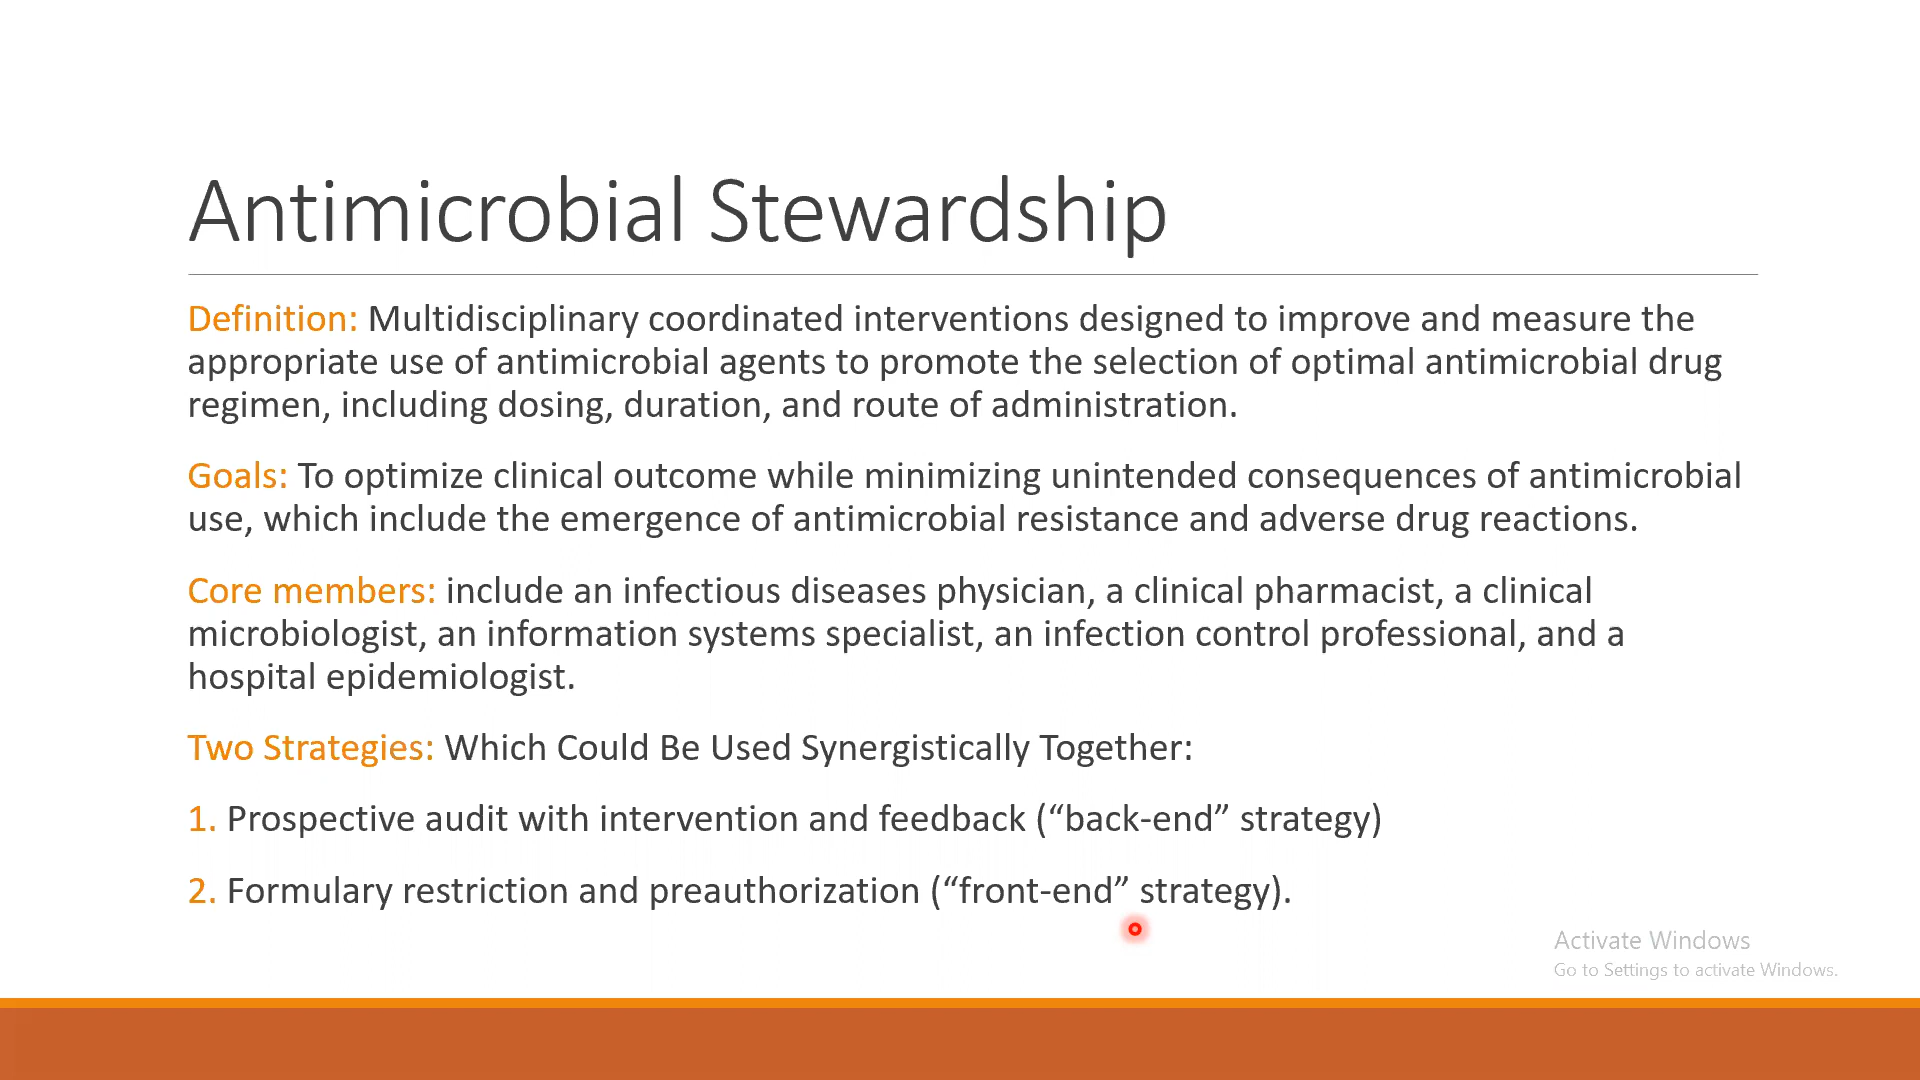 Antimicrobial Stewardship
Definition: Multidisciplinary coordinated interventions designed to improve and measure the
appropriate use of antimicrobial agents to promote the selection of optimal antimicrobial drug
regimen, including dosing, duration, and route of administration.
Goals: To optimize clinical outcome while minimizing unintended consequences of antimicrobial
use, which include the emergence of antimicrobial resistance and adverse drug reactions.
Core members: include an infectious diseases physician, a clinical pharmacist, a clinical
microbiologist, an information systems specialist, an infection control professional, and a
hospital epidemiologist.
Two Strategies: Which Could Be Used Synergistically Together:
1. Prospective audit with intervention and feedback (“back-end” strategy)
2. Formulary restriction and preauthorization (“front-end” strategy).
Activate Windows
Go to Settings to activate Windows.